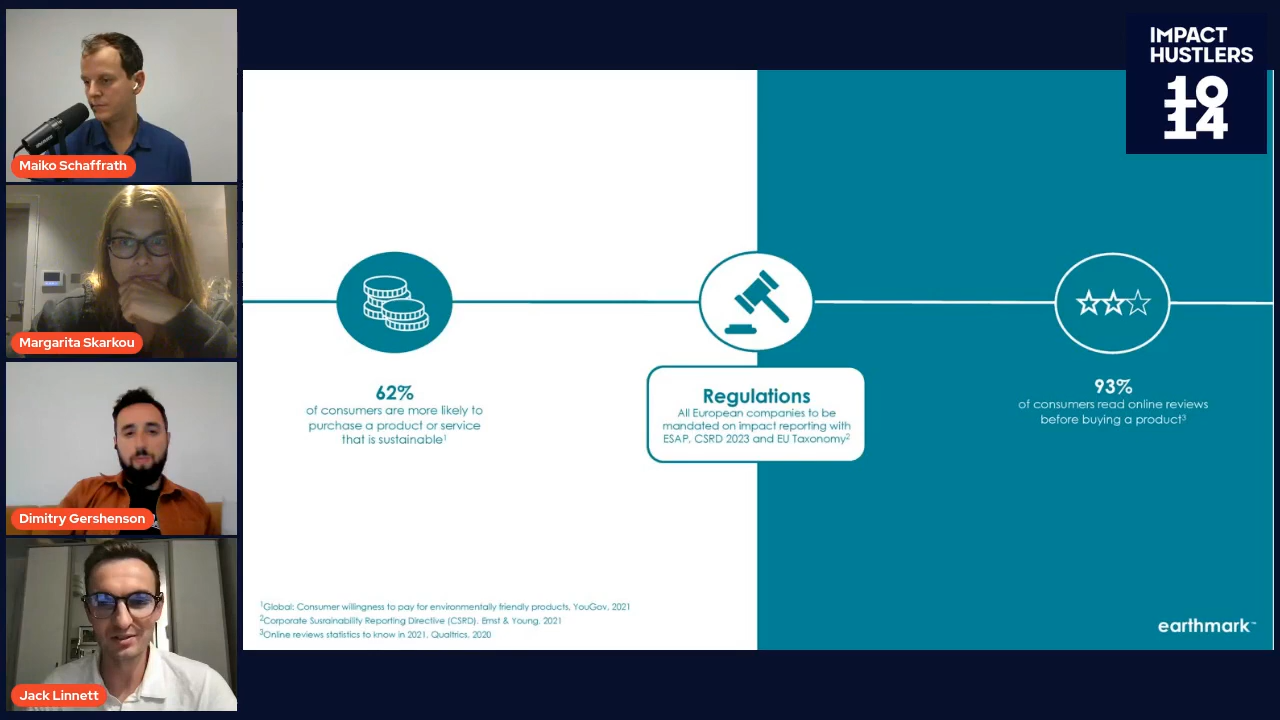 Maiko Schaffrath
Margarita Skarkou
Dimitry Gershenson
Jack Linnett
IMPACT
HUSTLERS
10
14
62%
of consumers are more likely to
purchase a product or service
that is sustainable¹
Regulations
All European companies to be
mandated on impact reporting with
ESAP, CSRD 2023 and EU Taxonomy²
93%
of consumers read online reviews
before buying a product³
¹Global: Consumer willingness to pay for environmentally friendly products, YouGov, 2021
²Corporate Susrainability Reporting Directive (CSRD). Ernst & Young, 2021
³Online reviews statistics to know in 2021. Qualtrics, 2020
earthmark™